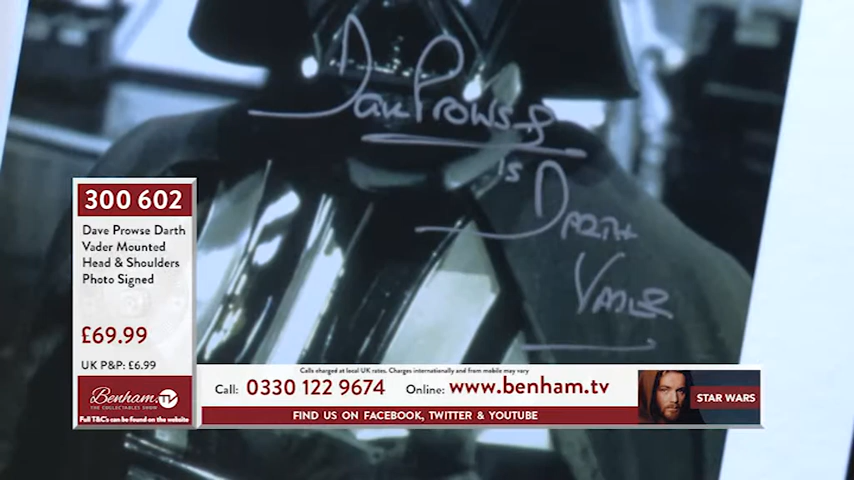 Dave Prowse
is Darth
Vader
300 602
Dave Prowse Darth
Vader Mounted
Head & Shoulders
Photo Signed
£69.99
UK P&P: £6.99
Benham.TV
THE COLLECTABLES SHOW
Full T&C's can be found on the website
Calls charged at local UK rates. Charges internationally and from mobile may vary
Call: 0330 122 9674 Online: www.benham.tv
FIND US ON FACEBOOK, TWITTER & YOUTUBE
STAR WARS